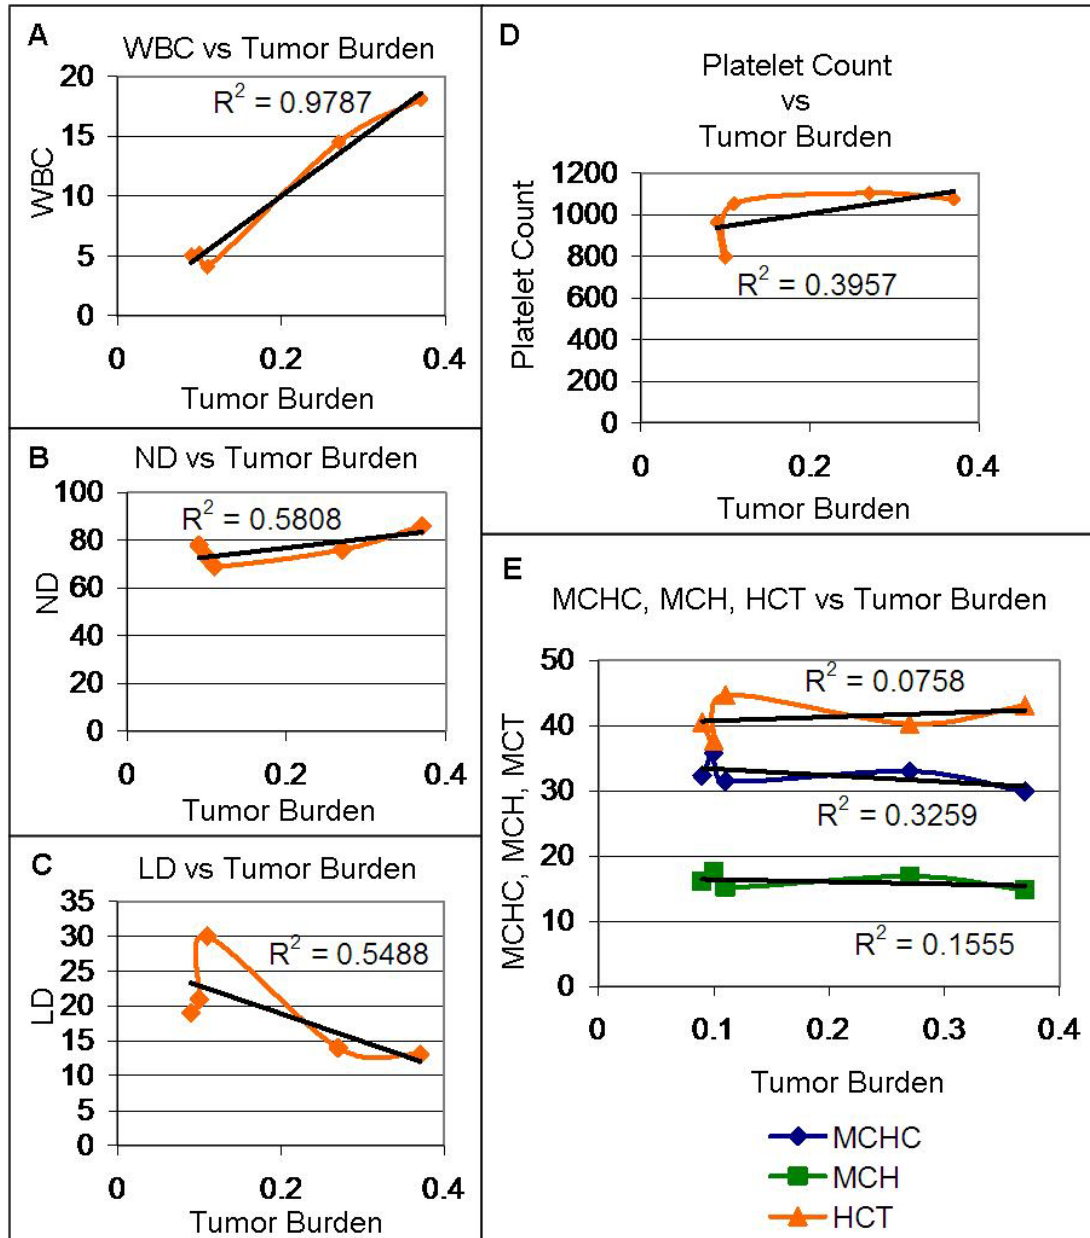 A
WBC vs Tumor Burden
20
15
10
5
0
R² = 0.9787
WBC
0 0.2 0.4
Tumor Burden
B
ND vs Tumor Burden
100
80
60
40
20
0
R² = 0.5808
ND
0 0.2 0.4
Tumor Burden
C
LD vs Tumor Burden
35
30
25
20
15
10
5
0
R² = 0.5488
LD
0 0.2 0.4
Tumor Burden
D
Platelet Count
vs
Tumor Burden
1200
1000
800
600
400
200
0
R² = 0.3957
Platelet Count
0 0.2 0.4
Tumor Burden
E
MCHC, MCH, HCT vs Tumor Burden
50
40
30
20
10
0
R² = 0.0758
R² = 0.3259
R² = 0.1555
MCHC, MCH, MCT
0 0.1 0.2 0.3 0.4
Tumor Burden
MCHC
MCH
HCT